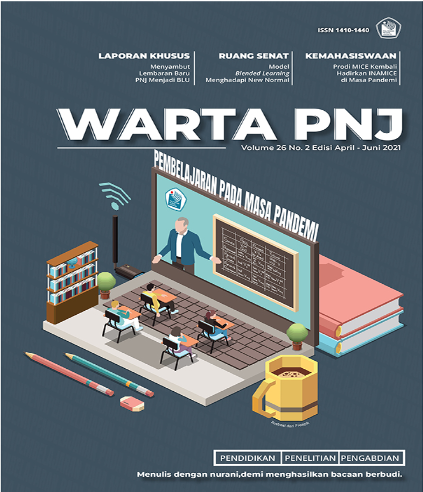 ISSN 1410-1440
LAPORAN KHUSUS
Menyambut
Lembaran Baru
PNJ Menjadi BLU
RUANG SENAT
Model
Blended Learning
Menghadapi New Normal
KEMAHASISWAAN
Prodi MICE Kembali
Hadirkan INAMICE
di Masa Pandemi
WARTA PNJ
Volume 26 No. 2 Edisi April - Juni 2021
PEMBELAJARAN PADA MASA PANDEMI
PENDIDIKAN PENELITIAN PENGABDIAN
Menulis dengan nurani,demi menghasilkan bacaan berbudi.